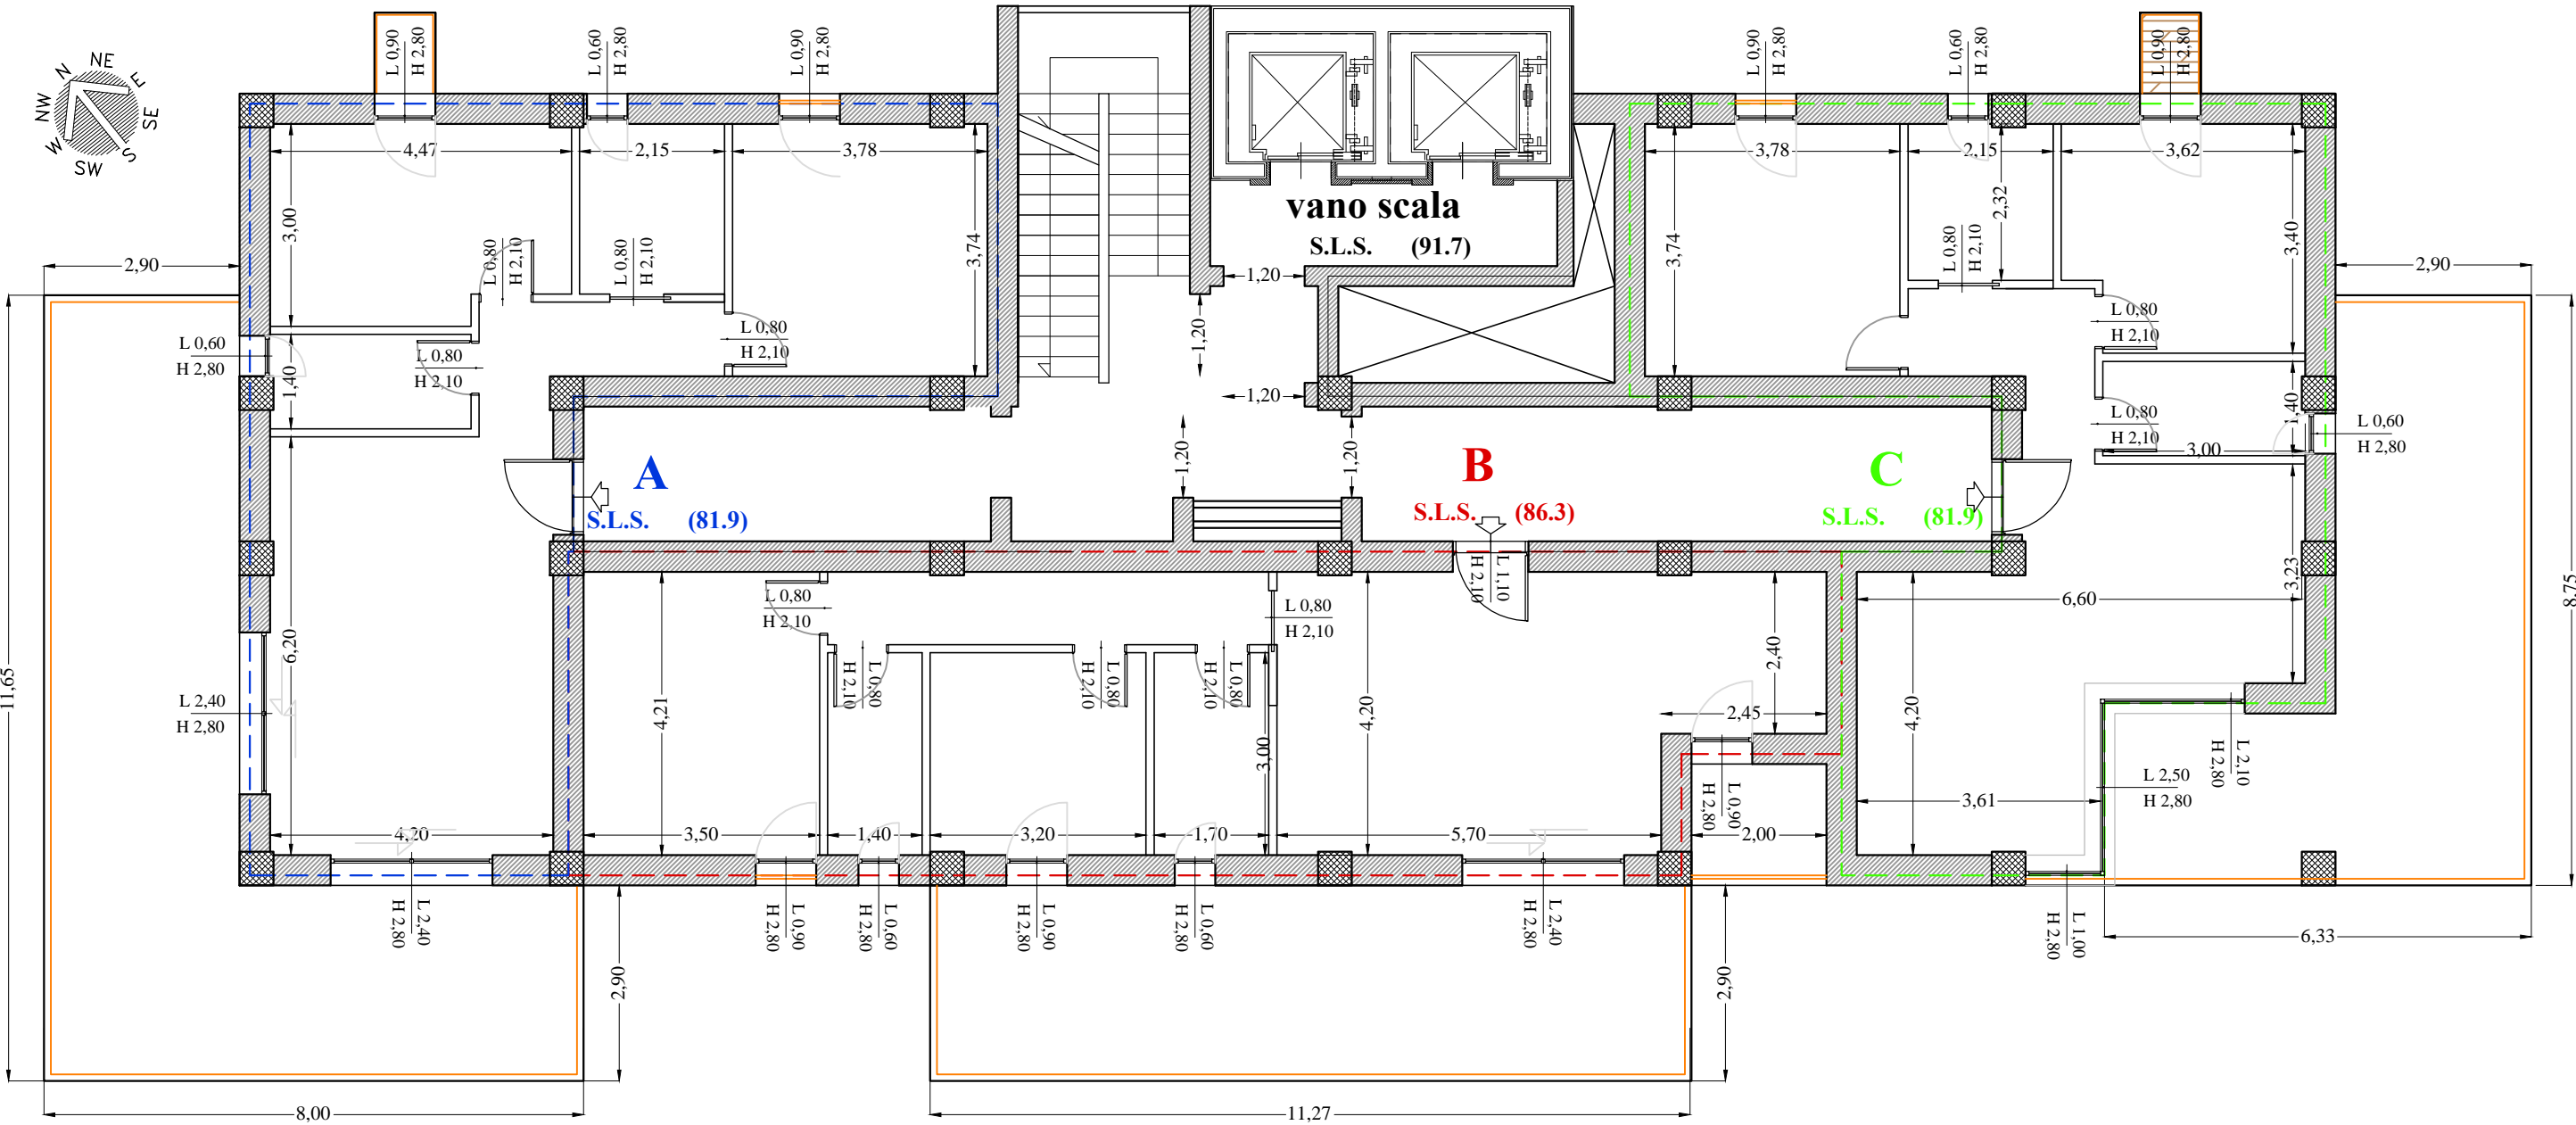 L 0,90
H 2,80
L 0,60
H 2,80
L 0,90
H 2,80
L 0,90
H 2,80
L 0,60
H 2,80
L 0,90
H 2,80
N
NE
E
SE
S
SW
W
NW
4,47
2,15
3,78
3,78
2,15
3,62
vano scala
S.L.S. (91.7)
3,00
3,74
3,74
2,32
3,40
L 0,80
H 2,10
L 0,80
H 2,10
L 0,80
H 2,10
2,90
1,20
2,90
1,20
L 0,80
H 2,10
L 0,80
H 2,10
L 0,60
H 2,80
L 0,80
H 2,10
1,40
1,20
L 0,80
H 2,10
1,40
L 0,60
H 2,80
3,00
1,20
1,20
A
S.L.S. (81.9)
B
S.L.S. (86.3)
C
S.L.S. (81.9)
L 1,10
H 2,10
L 0,80
H 2,10
L 0,80
H 2,10
6,60
3,23
8,75
11,65
6,20
L 2,40
H 2,80
4,21
L 0,80
H 2,10
L 0,80
H 2,10
L 0,80
H 2,10
3,00
4,20
2,40
2,45
4,20
L 0,90
H 2,80
L 2,10
H 2,80
L 2,50
H 2,80
3,61
4,20
3,50
1,40
3,20
1,70
5,70
2,00
L 2,40
H 2,80
L 0,90
H 2,80
L 0,60
H 2,80
L 0,90
H 2,80
L 0,60
H 2,80
L 2,40
H 2,80
L 1,00
H 2,80
6,33
2,90
2,90
8,00
11,27